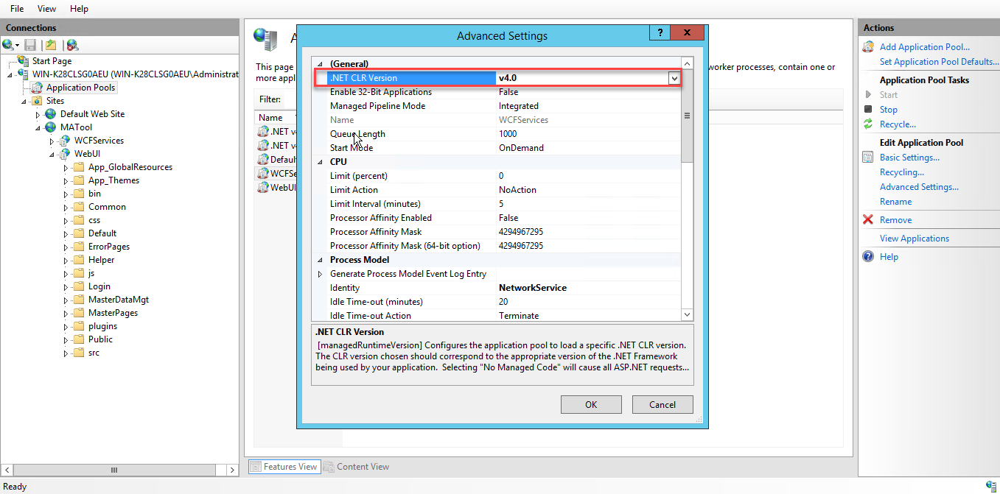 File View Help
Connections
Start Page
WIN-K28CLSG0AEU (WIN-K28CLSG0AEU\Administrat
Application Pools
Sites
Default Web Site
MATool
WCFServices
WebUI
App_GlobalResources
App_Themes
bin
Common
css
Default
ErrorPages
Helper
js
Login
MasterDataMgt
MasterPages
plugins
Public
src
A
This page
worker processes, contain one or
more appl
Filter:
Name
.NET v4
.NET v4
Defaul
WCFSe
WebUI
Advanced Settings
?
x
(General)
.NET CLR Version v4.0
Enable 32-Bit Applications False
Managed Pipeline Mode Integrated
Name WCFServices
Queue Length 1000
Start Mode OnDemand
CPU
Limit (percent) 0
Limit Action NoAction
Limit Interval (minutes) 5
Processor Affinity Enabled False
Processor Affinity Mask 4294967295
Processor Affinity Mask (64-bit option) 4294967295
Process Model
Generate Process Model Event Log Entry
Identity NetworkService
Idle Time-out (minutes) 20
Idle Time-out Action Terminate
.NET CLR Version
[managedRuntimeVersion] Configures the application pool to load a specific .NET CLR version.
The CLR version chosen should correspond to the appropriate version of the .NET Framework
being used by your application. Selecting "No Managed Code" will cause all ASP.NET requests...
OK Cancel
Features View Content View
Actions
Add Application Pool...
Set Application Pool Defaults...
Application Pool Tasks
Start
Stop
Recycle...
Edit Application Pool
Basic Settings...
Recycling...
Advanced Settings...
Rename
Remove
View Applications
Help
Ready